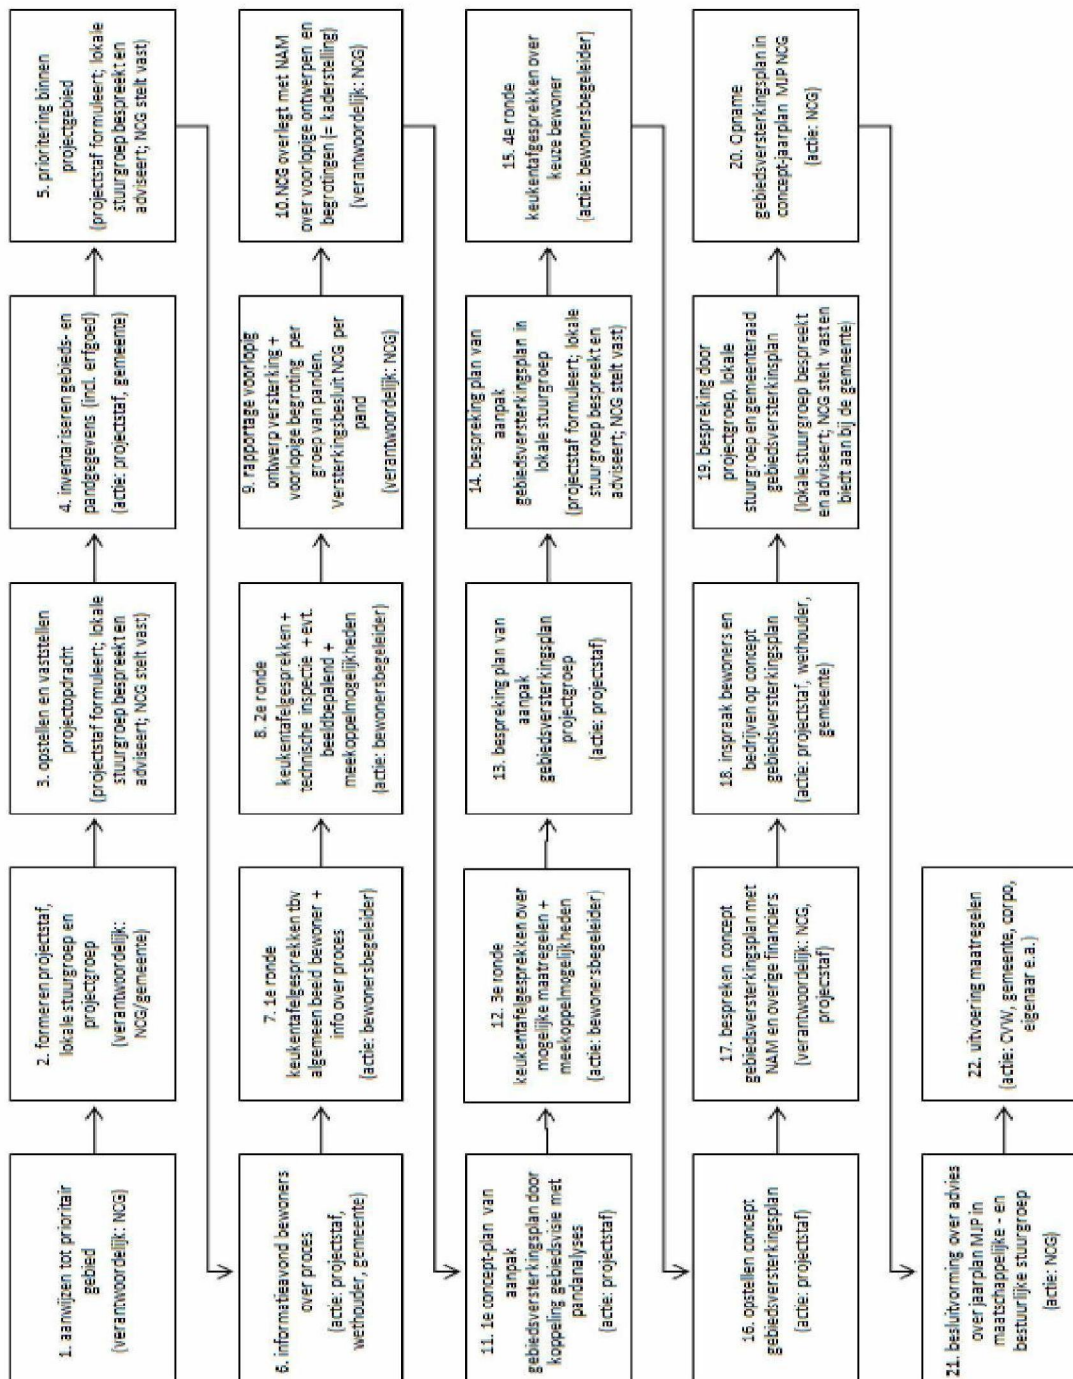 1. aanwijzen tot prioritair
gebied
(verantwoordelijk: NCG)
2. formeren projectstaf,
lokale stuurgroep en
projectgroep
(verantwoordelijk:
NCG/gemeente)
3. opstellen en vaststellen
projectopdracht
(projectstaf formuleert; lokale
stuurgroep bespreekt en
adviseert; NCG stelt vast)
4. inventariseren gebieds- en
pandgegevens (incl. erfgoed)
(actie: projectstaf, gemeente)
5. prioritering binnen
projectgebied
(projectstaf formuleert; lokale
stuurgroep bespreekt en
adviseert; NCG stelt vast)
6. informatieavond bewoners
over proces
(actie: projectstaf,
wethouder, gemeente)
7. 1e ronde
keukentafelgesprekken tbv
algemeen beeld bewoner +
info over proces
(actie: bewonersbegeleider)
8. 2e ronde
keukentafelgesprekken +
technische inspectie + evt.
beeldbepalend +
meekoppelmogelijkheden
(actie: bewonersbegeleider)
9. rapportage voorlopig
ontwerp versterking +
voorlopige begroting per
groep van panden.
Versterkingsbesluit NCG per
pand
(verantwoordelijk: NCG)
10. NCG overlegt met NAM
over voorlopige ontwerpen en
begrotingen (= kaderstelling)
(verantwoordelijk: NCG)
11. 1e concept-plan van
aanpak
gebiedsversterkingsplan door
koppeling gebiedsvisie met
pandanalyses
(actie: projectstaf)
12. 3e ronde
keukentafelgesprekken over
mogelijke maatregelen +
meekoppelmogelijkheden
(actie: bewonersbegeleider)
13. bespreking plan van
aanpak
gebiedsversterkingsplan
projectgroep
(actie: projectstaf)
14. bespreking plan van
aanpak
gebiedsversterkingsplan in
lokale stuurgroep
(projectstaf formuleert; lokale
stuurgroep bespreekt en
adviseert; NCG stelt vast)
15. 4e ronde
keukentafgesprekken over
keuze bewoner
(actie: bewonersbegeleider)
16. opstellen concept
gebiedsversterkingsplan
(actie: projectstaf)
17. bespreken concept
gebiedsversterkingsplan met
NAM en overige financiers
(verantwoordelijk: NCG,
projectstaf)
18. inspraak bewoners en
bedrijven op concept
gebiedsversterkingsplan
(actie: projectstaf, wethouder,
gemeente)
19. bespreking door
projectgroep, lokale
stuurgroep en gemeenteraad
gebiedsversterkinsplan
(lokale stuurgroep bespreekt
en adviseert; NCG stelt vast en
biedt aan bij de gemeente)
20. Opname
gebiedsversterkingsplan in
concept-jaarplan MJP NCG
(actie: NCG)
21. besluitvorming over advies
over jaarplan MJP in
maatschappelijke - en
bestuurlijke stuurgroep
(actie: NCG)
22. uitvoering maatregelen
(actie: CVW, gemeente, corpo,
eigenaar e.a.)